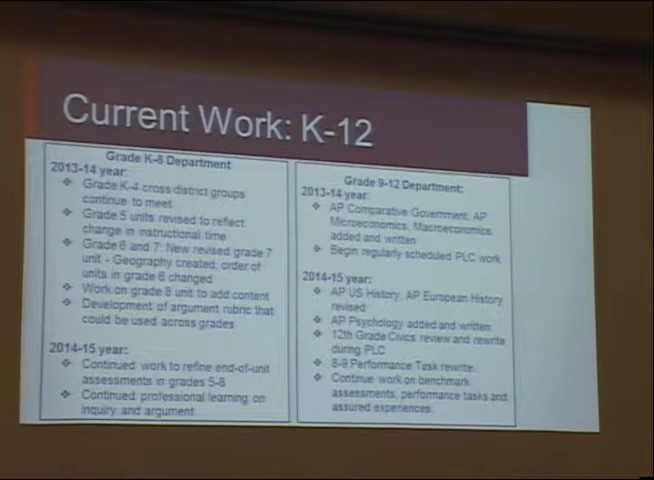 Current Work: K-12
Grade K-8 Department
2013-14 year:
❖ Grade K-4 cross district groups
continue to meet
❖ Grade 5 units revised to reflect
change in instructional time
❖ Grade 6 and 7: New revised grade 7
unit - Geography created, order of
units in grade 6 changed
❖ Work on grade 8 unit to add content
❖ Development of argument rubric that
could be used across grades
2014-15 year:
❖ Continued work to refine end-of-unit
assessments in grades 5-8
❖ Continued professional learning on
inquiry and argument
Grade 9-12 Department:
2013-14 year:
❖ AP Comparative Government, AP
Microeconomics, Macroeconomics
added and written
❖ Begin regularly scheduled PLC work
2014-15 year:
❖ AP US History, AP European History
revised
❖ AP Psychology added and written
❖ 12th Grade Civics review and rewrite
during PLC
❖ Performance Task rewrite.
❖ Continue work on benchmark
assessments, performance tasks and
assured experiences.